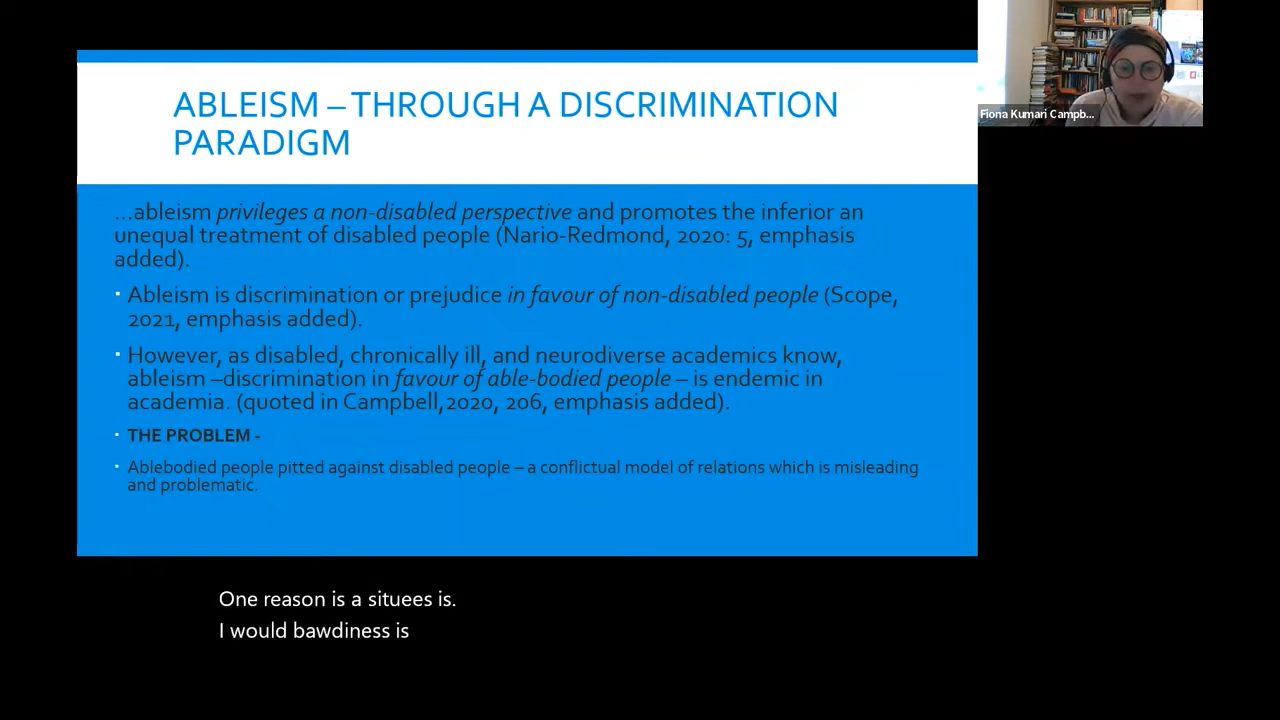 ABLEISM – THROUGH A DISCRIMINATION
PARADIGM
Fiona Kumari Campb...
...ableism privileges a non-disabled perspective and promotes the inferior an
unequal treatment of disabled people (Nario-Redmond, 2020: 5, emphasis
added).
▪ Ableism is discrimination or prejudice in favour of non-disabled people (Scope,
2021, emphasis added).
▪ However, as disabled, chronically ill, and neurodiverse academics know,
ableism –discrimination in favour of able-bodied people – is endemic in
academia. (quoted in Campbell,2020, 206, emphasis added).
▪ THE PROBLEM -
▪ Ablebodied people pitted against disabled people – a conflictual model of relations which is misleading
and problematic.
One reason is a situees is.
I would bawdiness is